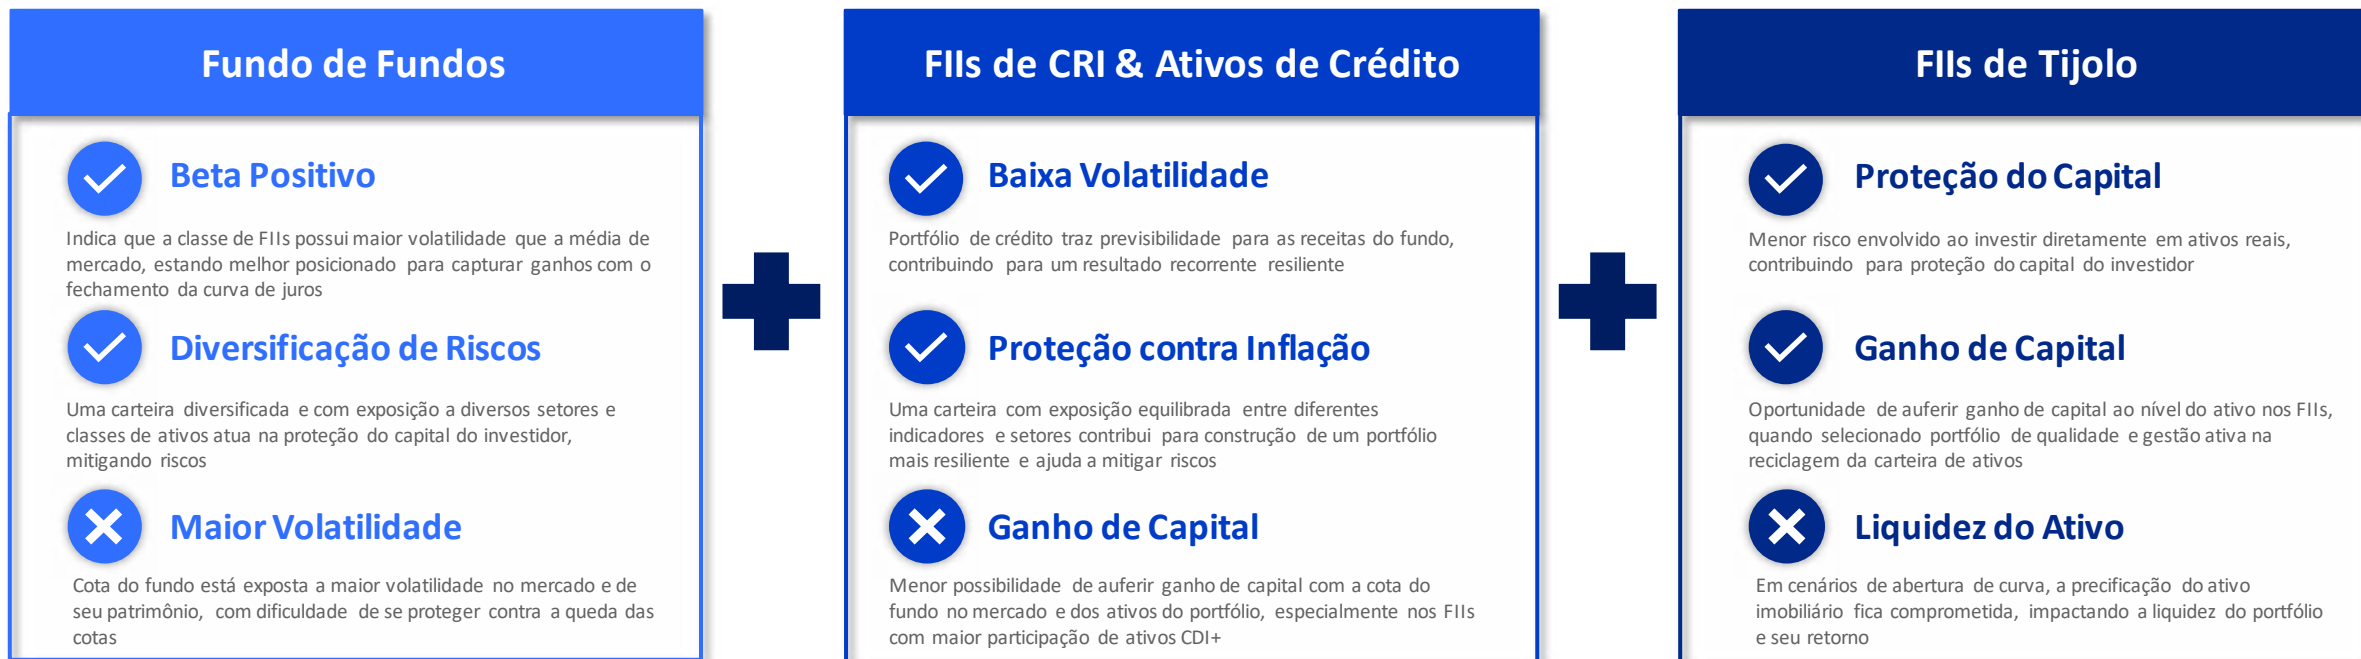 Fundo de Fundos
Beta Positivo
Indica que a classe de FIIs possui maior volatilidade que a média de
mercado, estando melhor posicionado para capturar ganhos com o
fechamento da curva de juros
Diversificação de Riscos
Uma carteira diversificada e com exposição a diversos setores e
classes de ativos atua na proteção do capital do investidor,
mitigando riscos
Maior Volatilidade
Cota do fundo está exposta a maior volatilidade no mercado e de
seu patrimônio, com dificuldade de se proteger contra a queda das
cotas
FIIs de CRI & Ativos de Crédito
Baixa Volatilidade
Portfólio de crédito traz previsibilidade para as receitas do fundo,
contribuindo para um resultado recorrente resiliente
Proteção contra Inflação
Uma carteira com exposição equilibrada entre diferentes
indicadores e setores contribui para construção de um portfólio
mais resiliente e ajuda a mitigar riscos
Ganho de Capital
Menor possibilidade de auferir ganho de capital com a cota do
fundo no mercado e dos ativos do portfólio, especialmente nos FIIs
com maior participação de ativos CDI+
FIIs de Tijolo
Proteção do Capital
Menor risco envolvido ao investir diretamente em ativos reais,
contribuindo para proteção do capital do investidor
Ganho de Capital
Oportunidade de auferir ganho de capital ao nível do ativo nos FIIs,
quando selecionado portfólio de qualidade e gestão ativa na
reciclagem da carteira de ativos
Liquidez do Ativo
Em cenários de abertura de curva, a precificação do ativo
imobiliário fica comprometida, impactando a liquidez do portfólio
e seu retorno